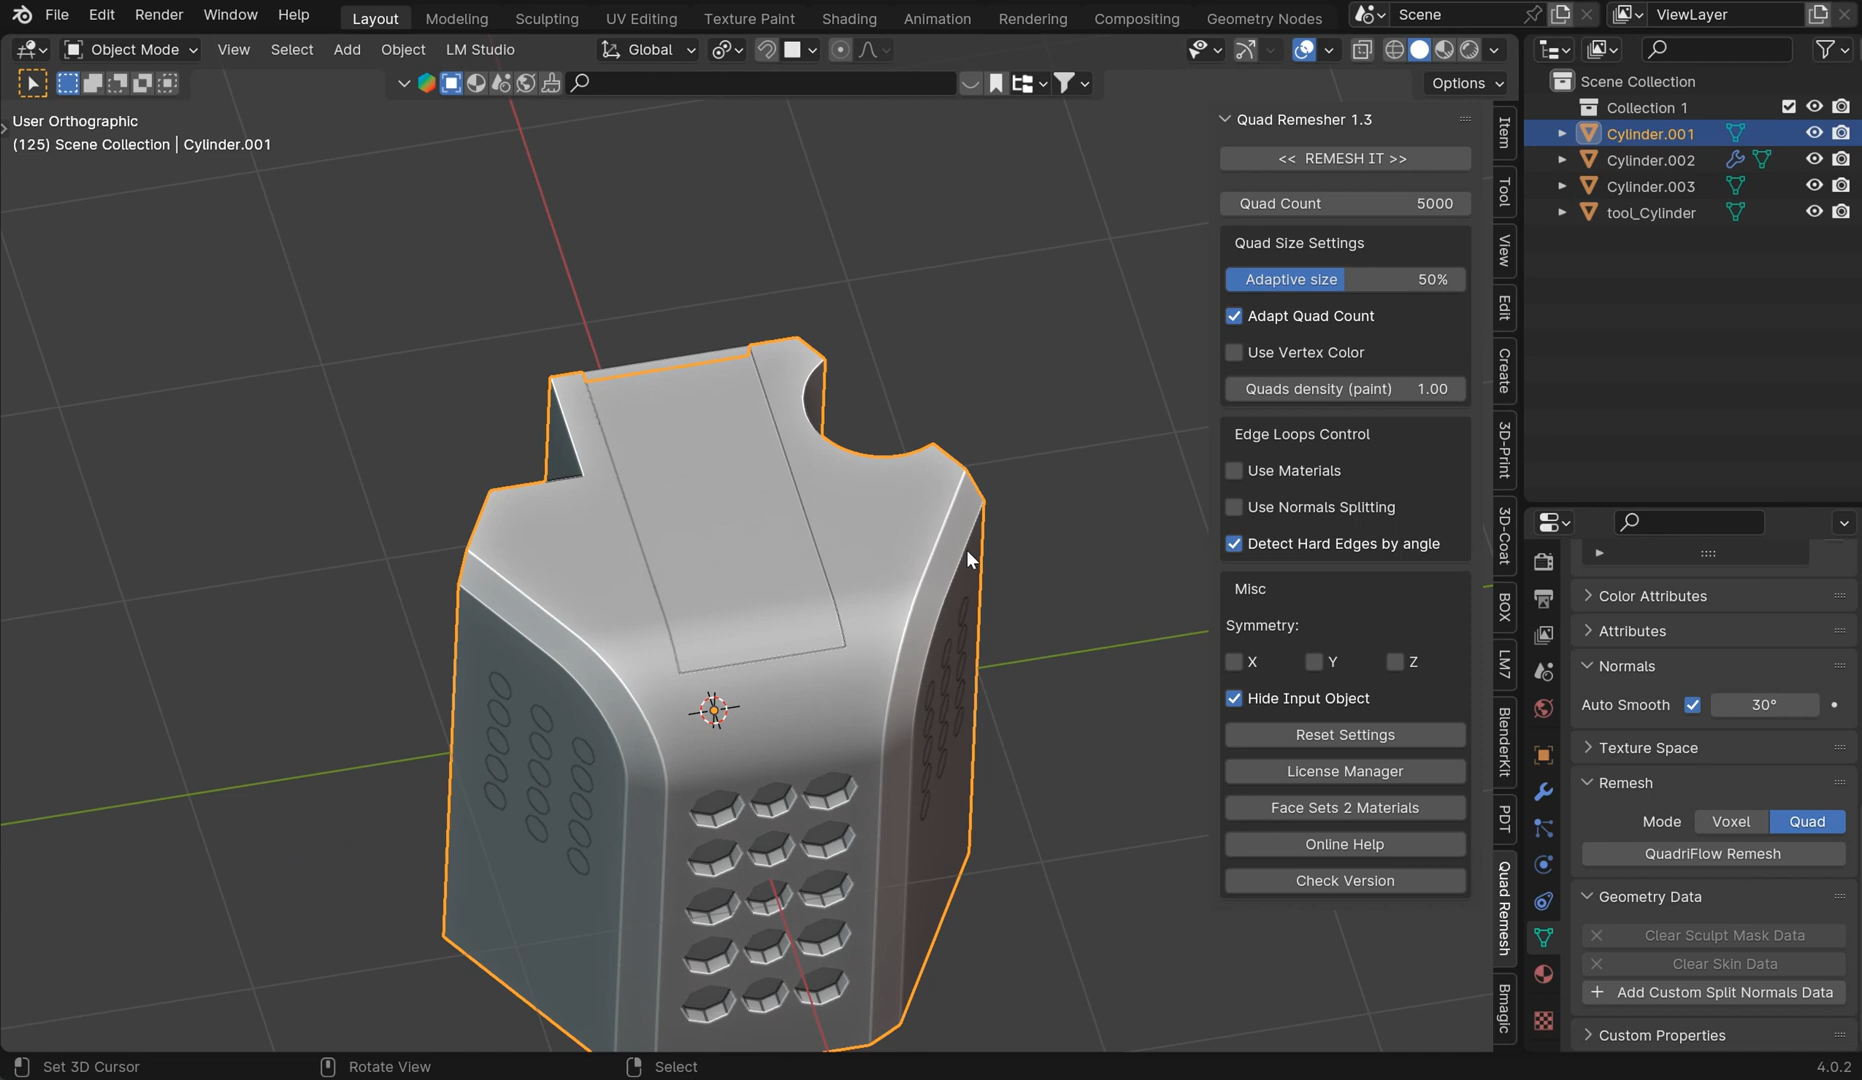 File Edit Render Window Help Layout Modeling Sculpting UV Editing Texture Paint Shading Animation Rendering Compositing Geometry Nodes Scene ViewLayer
Object Mode View Select Add Object LM Studio Global
Options
User Orthographic
(125) Scene Collection | Cylinder.001
Quad Remesher 1.3
<< REMESH IT >>
Quad Count 5000
Quad Size Settings
Adaptive size 50%
Adapt Quad Count
Use Vertex Color
Quads density (paint) 1.00
Edge Loops Control
Use Materials
Use Normals Splitting
Detect Hard Edges by angle
Misc
Symmetry:
X Y Z
Hide Input Object
Reset Settings
License Manager
Face Sets 2 Materials
Online Help
Check Version
Item
Tool
View
Edit
Create
3D-Print
3D-Coat
BOX
LM7
BlenderKit
PDT
Quad Remesh
Bmagic
Scene Collection
Collection 1
Cylinder.001
Cylinder.002
Cylinder.003
tool_Cylinder
Color Attributes
Attributes
Normals
Auto Smooth 30°
Texture Space
Remesh
Mode Voxel Quad
QuadriFlow Remesh
Geometry Data
Clear Sculpt Mask Data
Clear Skin Data
Add Custom Split Normals Data
Custom Properties
Set 3D Cursor Rotate View Select 4.0.2